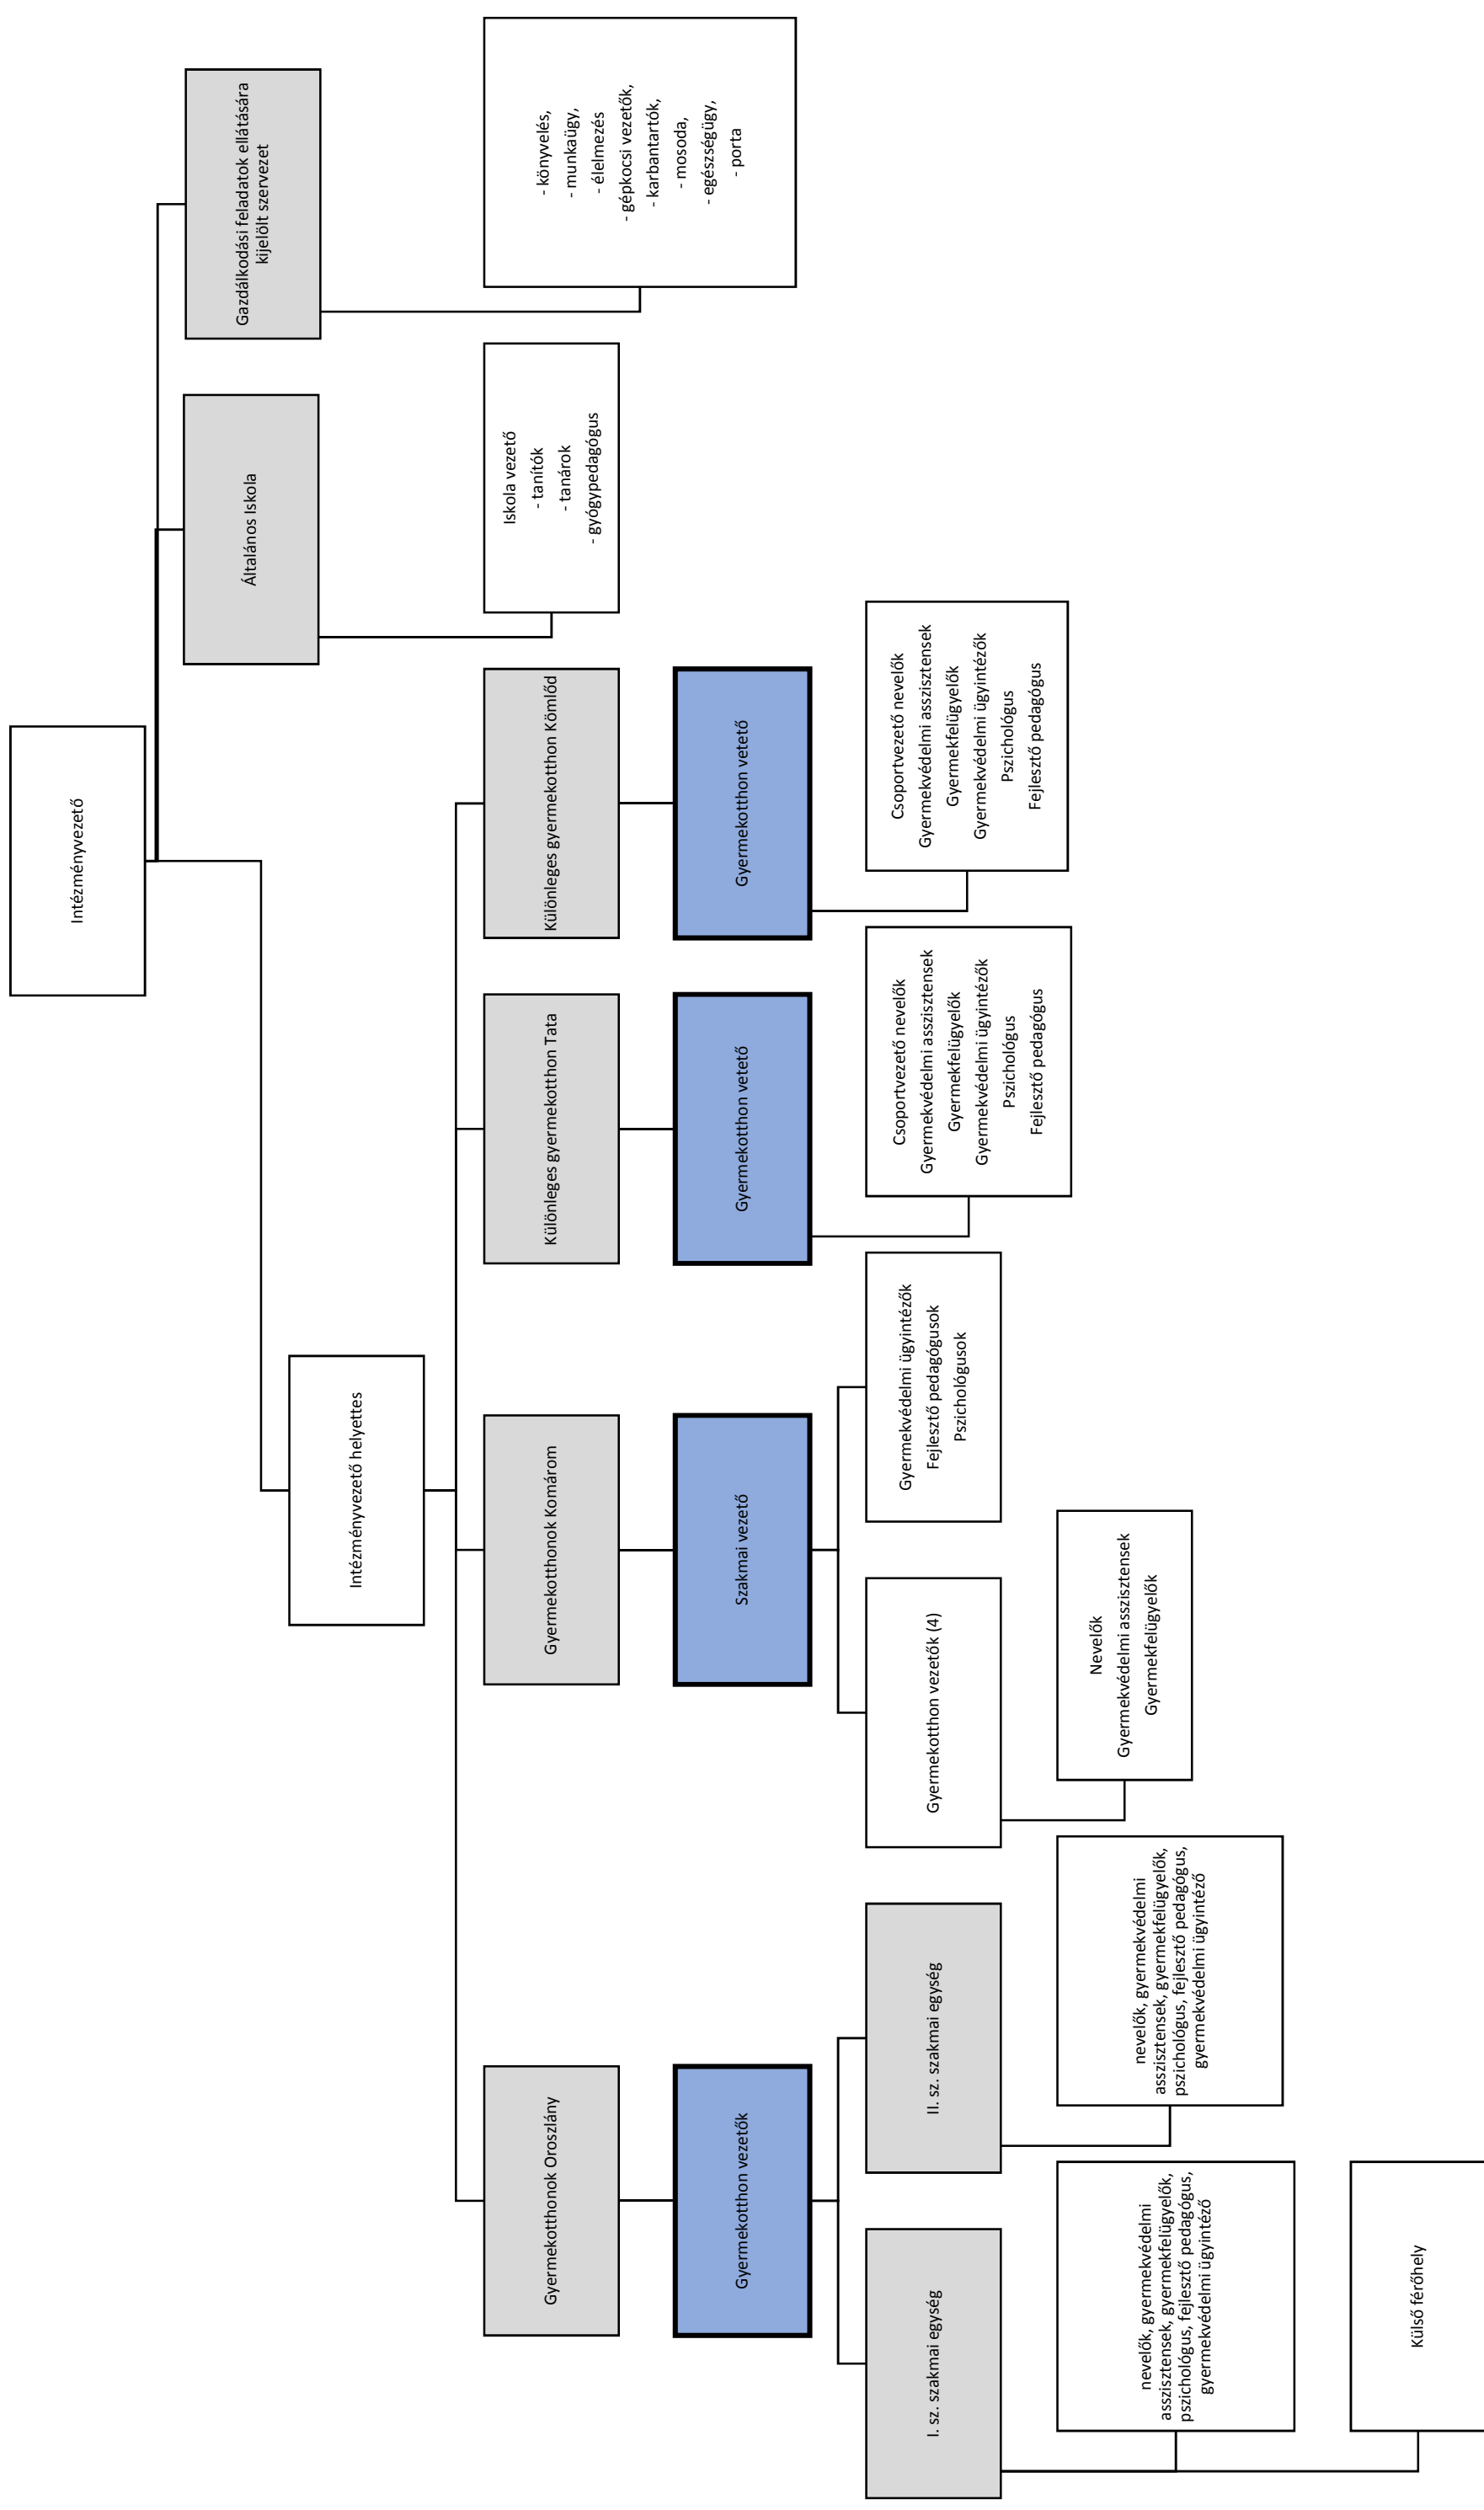 Intézményvezető
Intézményvezető helyettes
Gyermekotthonok Oroszlány
Gyermekotthon vezetők
I. sz. szakmai egység
nevelők, gyermekvédelmi
asszisztensek, gyermekfelügyelők,
pszichológus, fejlesztő pedagógus,
gyermekvédelmi ügyintéző
Külső férőhely
II. sz. szakmai egység
nevelők, gyermekvédelmi
asszisztensek, gyermekfelügyelők,
pszichológus, fejlesztő pedagógus,
gyermekvédelmi ügyintéző
Gyermekotthonok Komárom
Szakmai vezető
Gyermekotthon vezetők (4)
Nevelők
Gyermekvédelmi asszisztensek
Gyermekfelügyelők
Gyermekvédelmi ügyintézők
Fejlesztő pedagógusok
Pszichológusok
Különleges gyermekotthon Tata
Gyermekotthon vetető
Csoportvezető nevelők
Gyermekvédelmi asszisztensek
Gyermekfelügyelők
Gyermekvédelmi ügyintézők
Pszichológus
Fejlesztő pedagógus
Különleges gyermekotthon Kömlőd
Gyermekotthon vetető
Csoportvezető nevelők
Gyermekvédelmi asszisztensek
Gyermekfelügyelők
Gyermekvédelmi ügyintézők
Pszichológus
Fejlesztő pedagógus
Általános Iskola
Iskola vezető
- tanítók
- tanárok
- gyógypedagógus
Gazdálkodási feladatok ellátására
kijelölt szervezet
- könyvelés,
- munkaügy,
- élelmezés
- gépkocsi vezetők,
- karbantartók,
- mosoda,
- egészségügy,
- porta